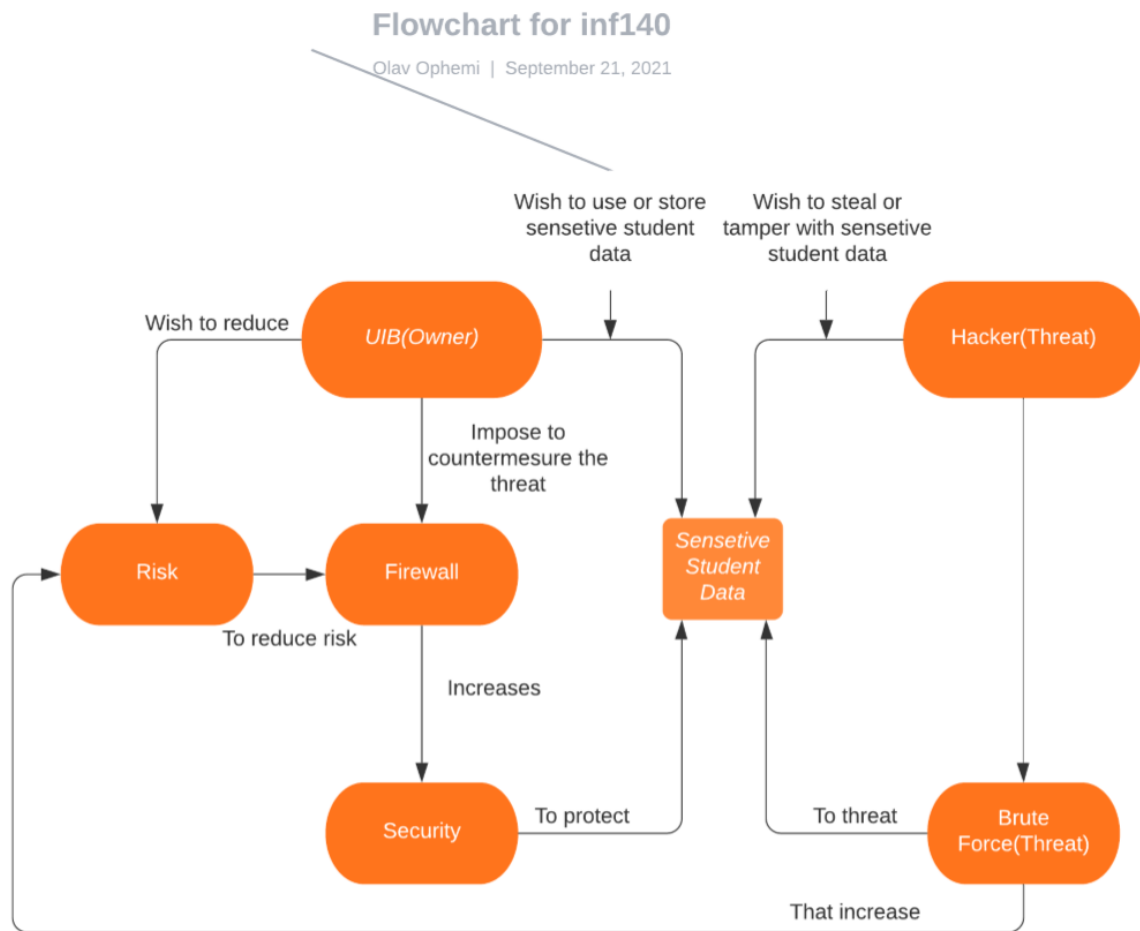 Flowchart for inf140
Olav Ophemi | September 21, 2021
Wish to use or store
sensetive student
data
Wish to steal or
tamper with sensetive
student data
Wish to reduce
UIB(Owner)
Hacker(Threat)
Impose to
countermesure the
threat
Risk
Firewall
Sensetive
Student
Data
To reduce risk
Increases
Security
To protect
To threat
Brute
Force(Threat)
That increase